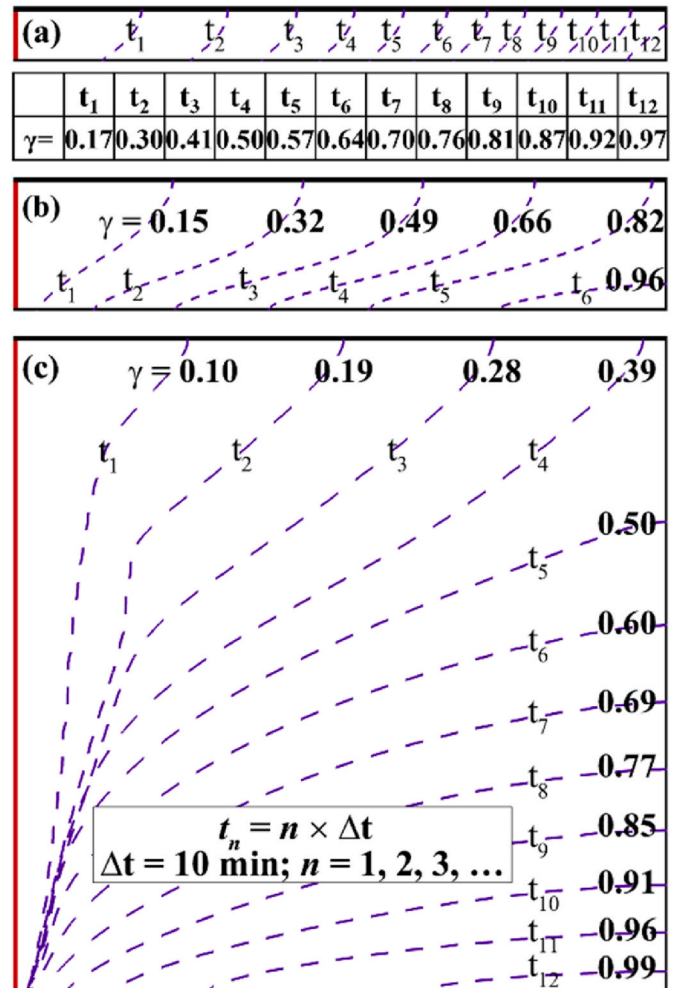 (a) t₁ t₂ t₃ t₄ t₅ t₆ t₇ t₈ t₉ t₁₀ t₁₁ t₁₂
t₁ t₂ t₃ t₄ t₅ t₆ t₇ t₈ t₉ t₁₀ t₁₁ t₁₂
γ= 0.17 0.30 0.41 0.50 0.57 0.64 0.70 0.76 0.81 0.87 0.92 0.97
(b)
γ = 0.15 0.32 0.49 0.66 0.82
t₁ t₂ t₃ t₄ t₅ t₆ 0.96
(c)
γ = 0.10 0.19 0.28 0.39
t₁ t₂ t₃ t₄
0.50
t₅
0.60
t₆
0.69
t₇
0.77
t₈
tₙ = n × Δt
0.85
t₉
Δt = 10 min; n = 1, 2, 3, …
0.91
t₁₀
0.96
t₁₁
0.99
t₁₂